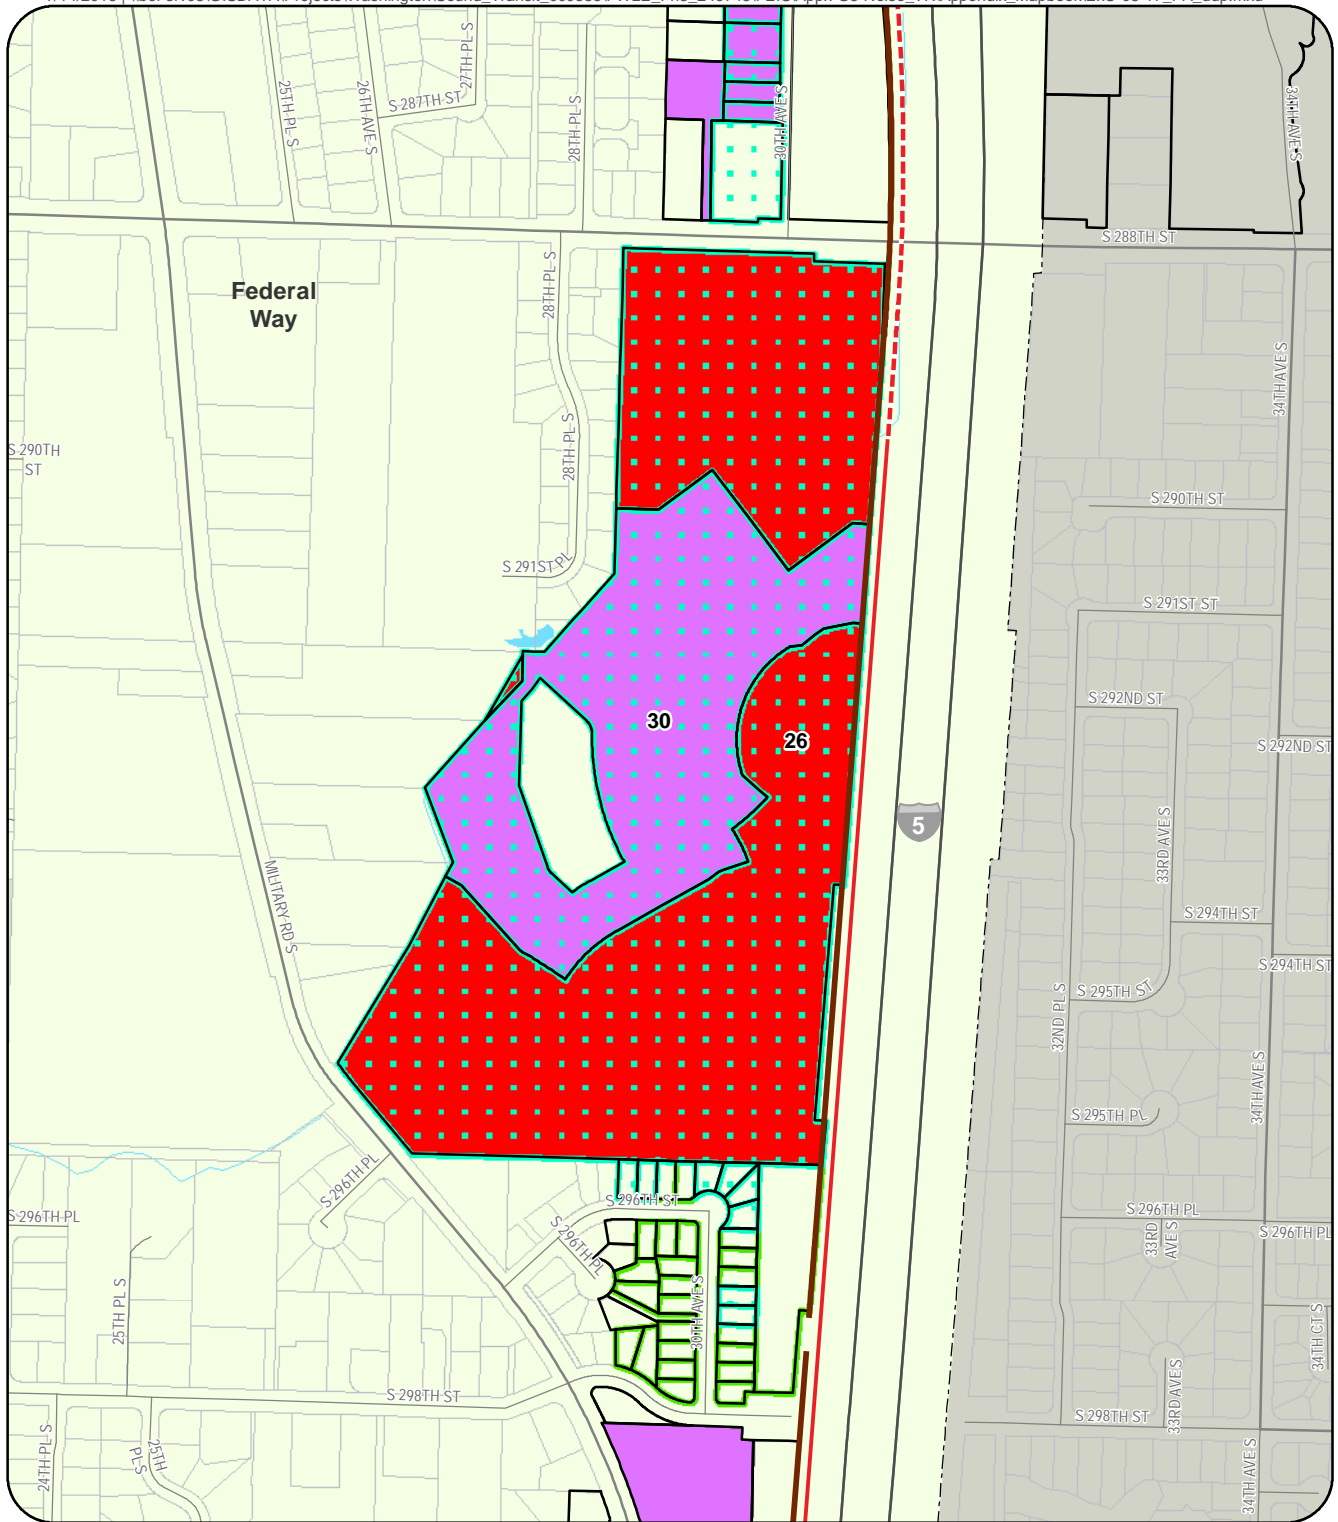 27TH PL S
25TH PL S
26TH AVE S
S 287TH ST
28TH PL S
30TH AVE S
34TH AVE S
S 288TH ST
Federal
Way
28TH PL S
34TH AVE S
S 290TH
ST
28TH PL S
S 290TH ST
S 291ST PL
S 291ST ST
S 292ND ST
30
26
S 292ND ST
5
33RD AVE S
MILITARY RD S
S 294TH ST
S 294TH ST
S 295TH ST
32ND PL S
34TH AVE S
S 295TH PL
S 296TH PL
S 296TH ST
S 296TH PL
S 296TH PL
S 296TH PL
33RD
AVE S
S 296TH PL
25TH PL S
30TH AVE S
34TH CT S
33RD AVE S
S 298TH ST
S 298TH ST
24TH PL S
25TH
PL S
34TH AVE S